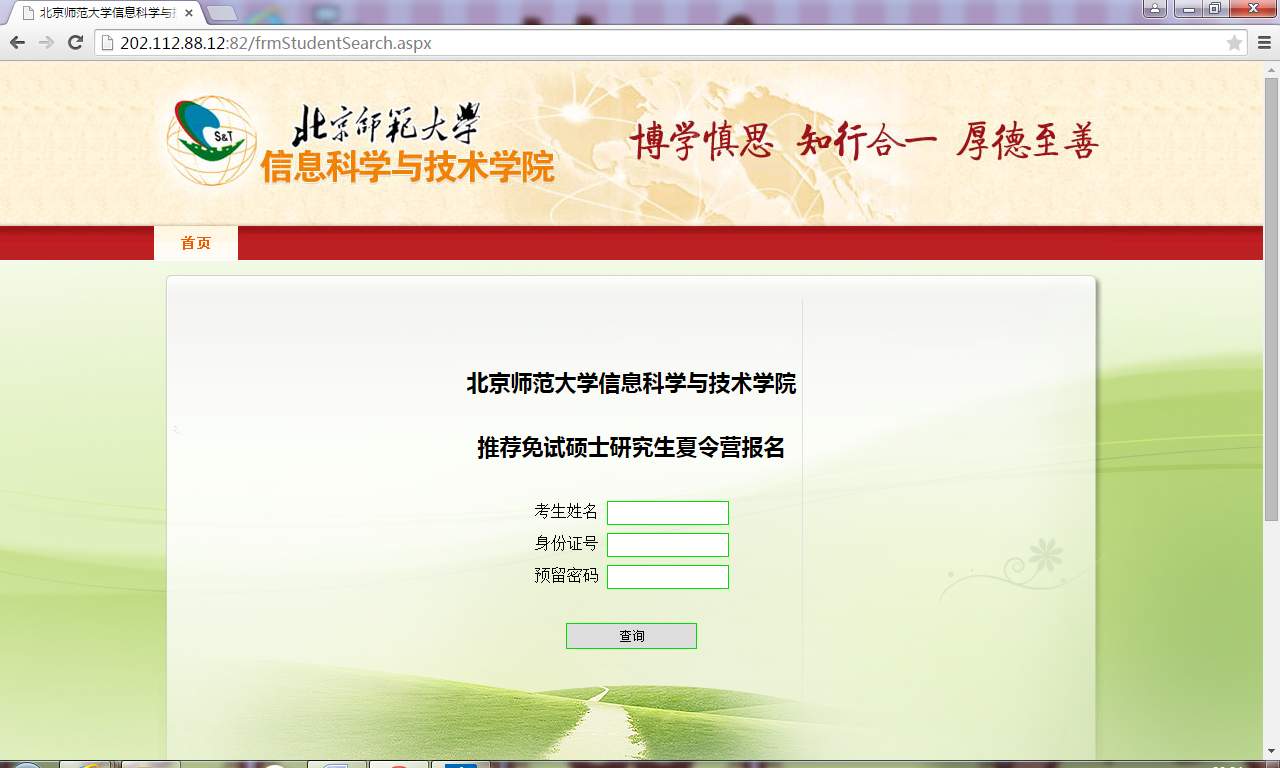 北京师范大学信息科学与技
202.112.88.12:82/frmStudentSearch.aspx
S&T
北京师范大学
信息科学与技术学院
博学慎思 知行合一 厚德至善
首页
北京师范大学信息科学与技术学院
推荐免试硕士研究生夏令营报名
考生姓名
身份证号
预留密码
查询